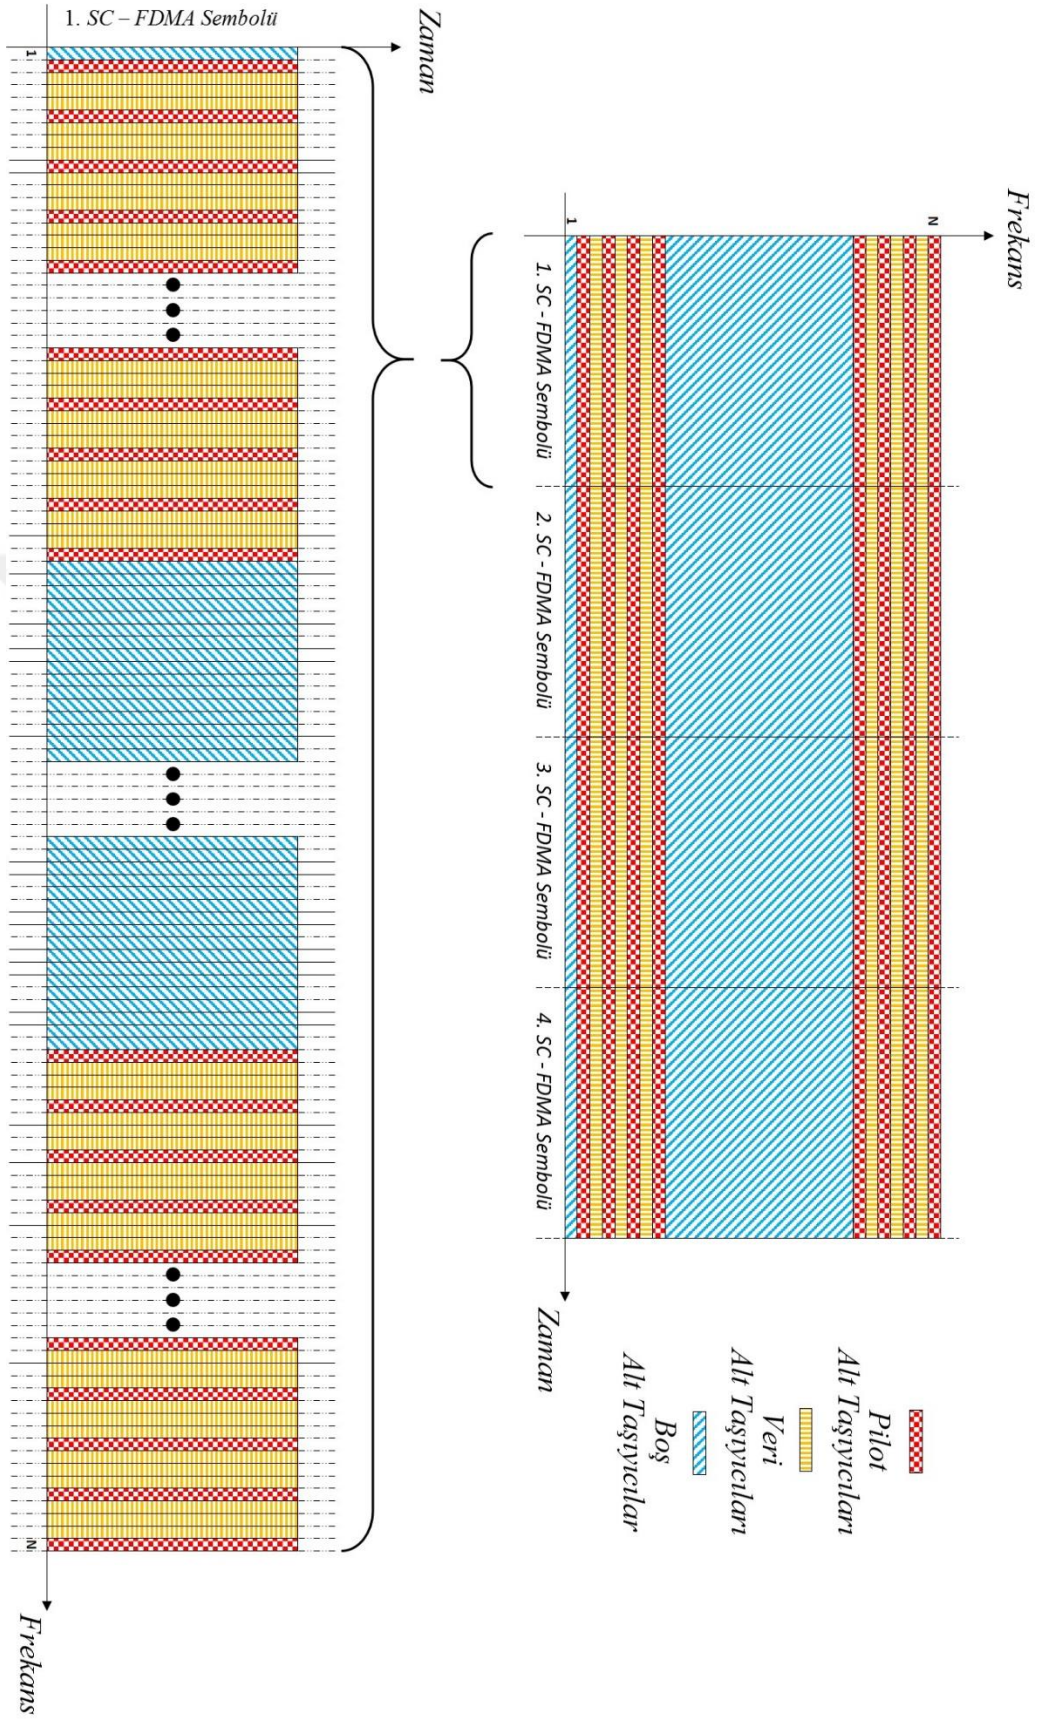 Frekans
N
1
1. SC - FDMA Sembolü
2. SC - FDMA Sembolü
3. SC - FDMA Sembolü
4. SC - FDMA Sembolü
Zaman
Pilot
Alt Taşıyıcıları
Veri
Alt Taşıyıcıları
Boş
Alt Taşıyıcılar
Zaman
1. SC – FDMA Sembolü
1
N
Frekans